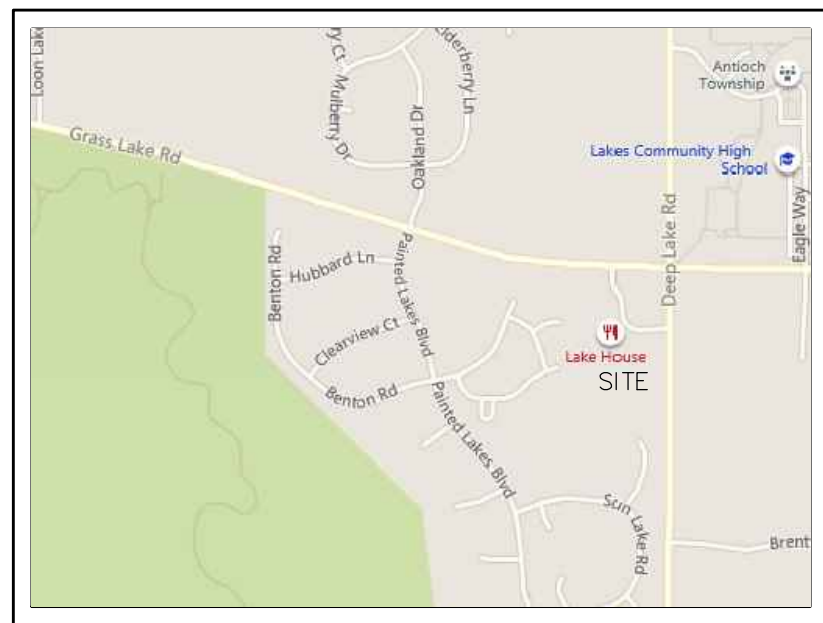 Loon Lake
ry Ct
Elderberry Ln
Mulberry Dr
Oakland Dr
Antioch
Township
Grass Lake Rd
Lakes Community High
School
Eagle Way
Deep Lake Rd
Painted Lakes Blvd
Hubbard Ln
Benton Rd
Clearview Ct
Lake House
SITE
Benton Rd
Painted Lakes Blvd
Sun Lake Rd
Brent